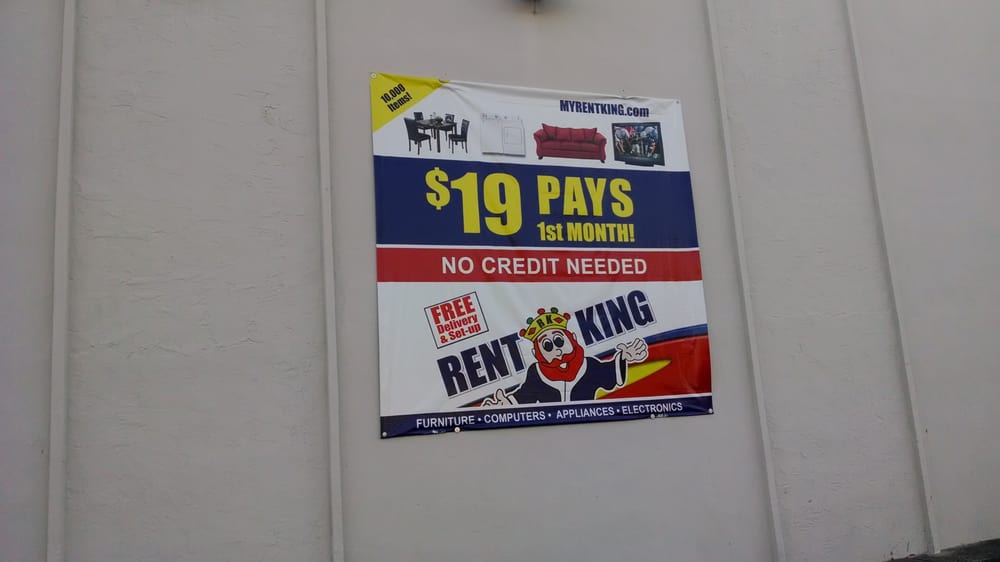 10,000
Items!
MYRENTKING.com
$19 PAYS
1st MONTH!
NO CREDIT NEEDED
FREE
Delivery
& Set-up
RENT KING
RK
FURNITURE • COMPUTERS • APPLIANCES • ELECTRONICS